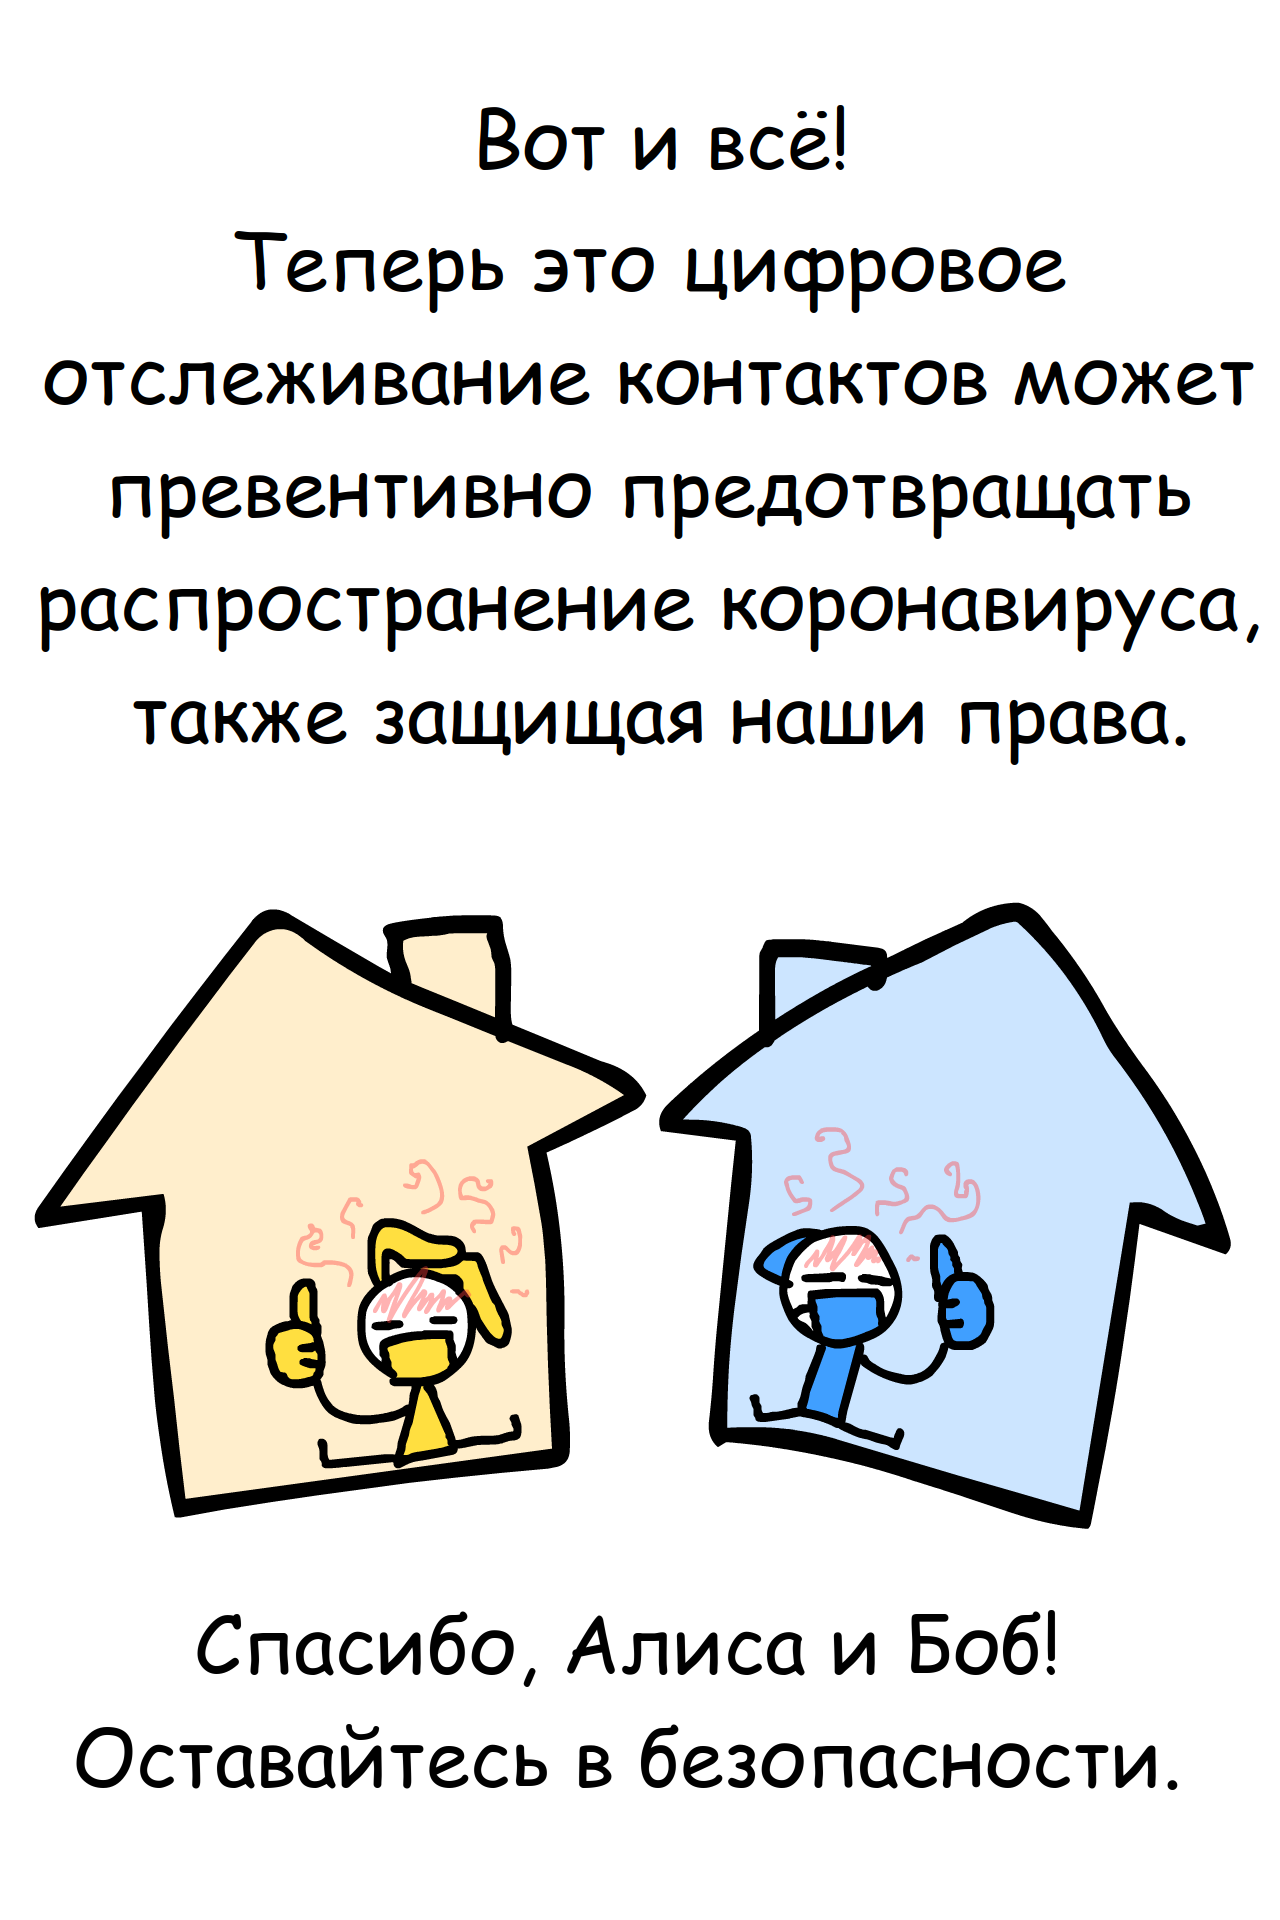 Вот и всё!
Теперь это цифровое
отслеживание контактов может
превентивно предотвращать
распространение коронавируса,
также защищая наши права.
Спасибо, Алиса и Боб!
Оставайтесь в безопасности.